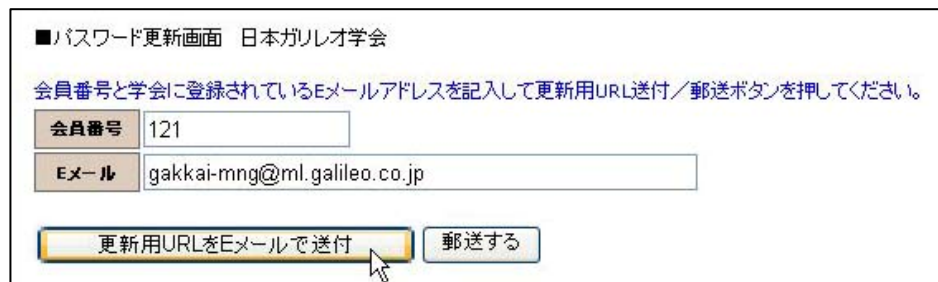 ■パスワード更新画面　日本ガリレオ学会
会員番号と学会に登録されているEメールアドレスを記入して更新用URL送付／郵送ボタンを押してください。
会員番号 121
Eメール gakkai-mng@ml.galileo.co.jp
更新用URLをEメールで送付 郵送する